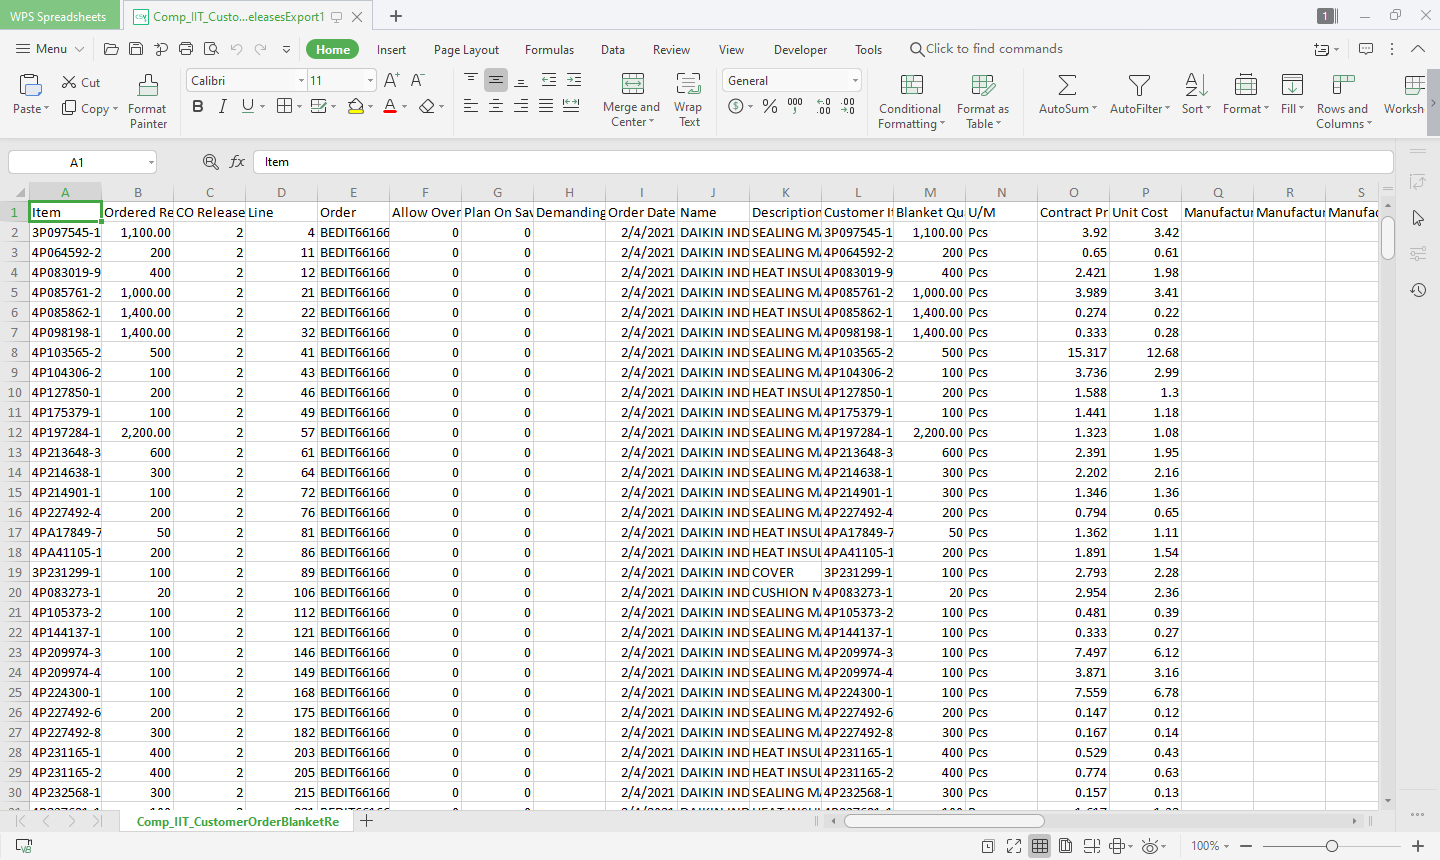 WPS Spreadsheets Comp_IIT_Custo...eleasesExport1 1
Menu Home Insert Page Layout Formulas Data Review View Developer Tools Click to find commands
Paste Cut Copy Format Painter Calibri 11 Merge and Center Wrap Text General Conditional Formatting Format as Table AutoSum AutoFilter Sort Format Fill Rows and Columns Worksh
A1 fx Item
A B C D E F G H I J K L M N O P Q R S
1 Item Ordered Re CO Release Line Order Allow Over Plan On Sav Demanding Order Date Name Description Customer It Blanket Qu U/M Contract Pr Unit Cost Manufactur Manufactur Manufac
2 3P097545-1 1,100.00 2 4 BEDIT66166 0 0 2/4/2021 DAIKIN IND SEALING MA 3P097545-1 1,100.00 Pcs 3.92 3.42
3 4P064592-2 200 2 11 BEDIT66166 0 0 2/4/2021 DAIKIN IND SEALING MA 4P064592-2 200 Pcs 0.65 0.61
4 4P083019-9 400 2 12 BEDIT66166 0 0 2/4/2021 DAIKIN IND HEAT INSUL 4P083019-9 400 Pcs 2.421 1.98
5 4P085761-2 1,000.00 2 21 BEDIT66166 0 0 2/4/2021 DAIKIN IND SEALING MA 4P085761-2 1,000.00 Pcs 3.989 3.41
6 4P085862-1 1,400.00 2 22 BEDIT66166 0 0 2/4/2021 DAIKIN IND HEAT INSUL 4P085862-1 1,400.00 Pcs 0.274 0.22
7 4P098198-1 1,400.00 2 32 BEDIT66166 0 0 2/4/2021 DAIKIN IND SEALING MA 4P098198-1 1,400.00 Pcs 0.333 0.28
8 4P103565-2 500 2 41 BEDIT66166 0 0 2/4/2021 DAIKIN IND SEALING MA 4P103565-2 500 Pcs 15.317 12.68
9 4P104306-2 100 2 43 BEDIT66166 0 0 2/4/2021 DAIKIN IND SEALING MA 4P104306-2 100 Pcs 3.736 2.99
10 4P127850-1 200 2 46 BEDIT66166 0 0 2/4/2021 DAIKIN IND HEAT INSUL 4P127850-1 200 Pcs 1.588 1.3
11 4P175379-1 100 2 49 BEDIT66166 0 0 2/4/2021 DAIKIN IND SEALING MA 4P175379-1 100 Pcs 1.441 1.18
12 4P197284-1 2,200.00 2 57 BEDIT66166 0 0 2/4/2021 DAIKIN IND SEALING MA 4P197284-1 2,200.00 Pcs 1.323 1.08
13 4P213648-3 600 2 61 BEDIT66166 0 0 2/4/2021 DAIKIN IND SEALING MA 4P213648-3 600 Pcs 2.391 1.95
14 4P214638-1 300 2 64 BEDIT66166 0 0 2/4/2021 DAIKIN IND SEALING MA 4P214638-1 300 Pcs 2.202 2.16
15 4P214901-1 100 2 72 BEDIT66166 0 0 2/4/2021 DAIKIN IND SEALING MA 4P214901-1 300 Pcs 1.346 1.36
16 4P227492-4 200 2 76 BEDIT66166 0 0 2/4/2021 DAIKIN IND SEALING MA 4P227492-4 200 Pcs 0.794 0.65
17 4PA17849-7 50 2 81 BEDIT66166 0 0 2/4/2021 DAIKIN IND HEAT INSUL 4PA17849-7 50 Pcs 1.362 1.11
18 4PA41105-1 200 2 86 BEDIT66166 0 0 2/4/2021 DAIKIN IND HEAT INSUL 4PA41105-1 200 Pcs 1.891 1.54
19 3P231299-1 100 2 89 BEDIT66166 0 0 2/4/2021 DAIKIN IND COVER 3P231299-1 100 Pcs 2.793 2.28
20 4P083273-1 20 2 106 BEDIT66166 0 0 2/4/2021 DAIKIN IND CUSHION M 4P083273-1 20 Pcs 2.954 2.36
21 4P105373-2 100 2 112 BEDIT66166 0 0 2/4/2021 DAIKIN IND SEALING MA 4P105373-2 100 Pcs 0.481 0.39
22 4P144137-1 100 2 121 BEDIT66166 0 0 2/4/2021 DAIKIN IND SEALING MA 4P144137-1 100 Pcs 0.333 0.27
23 4P209974-3 100 2 146 BEDIT66166 0 0 2/4/2021 DAIKIN IND SEALING MA 4P209974-3 100 Pcs 7.497 6.12
24 4P209974-4 100 2 149 BEDIT66166 0 0 2/4/2021 DAIKIN IND SEALING MA 4P209974-4 100 Pcs 3.871 3.16
25 4P224300-1 100 2 168 BEDIT66166 0 0 2/4/2021 DAIKIN IND SEALING MA 4P224300-1 100 Pcs 7.559 6.78
26 4P227492-6 200 2 175 BEDIT66166 0 0 2/4/2021 DAIKIN IND SEALING MA 4P227492-6 200 Pcs 0.147 0.12
27 4P227492-8 300 2 182 BEDIT66166 0 0 2/4/2021 DAIKIN IND SEALING MA 4P227492-8 300 Pcs 0.167 0.14
28 4P231165-1 400 2 203 BEDIT66166 0 0 2/4/2021 DAIKIN IND HEAT INSUL 4P231165-1 400 Pcs 0.529 0.43
29 4P231165-2 400 2 205 BEDIT66166 0 0 2/4/2021 DAIKIN IND HEAT INSUL 4P231165-2 400 Pcs 0.774 0.63
30 4P232568-1 300 2 215 BEDIT66166 0 0 2/4/2021 DAIKIN IND SEALING MA 4P232568-1 300 Pcs 0.157 0.13
Comp_IIT_CustomerOrderBlanketRe
100%